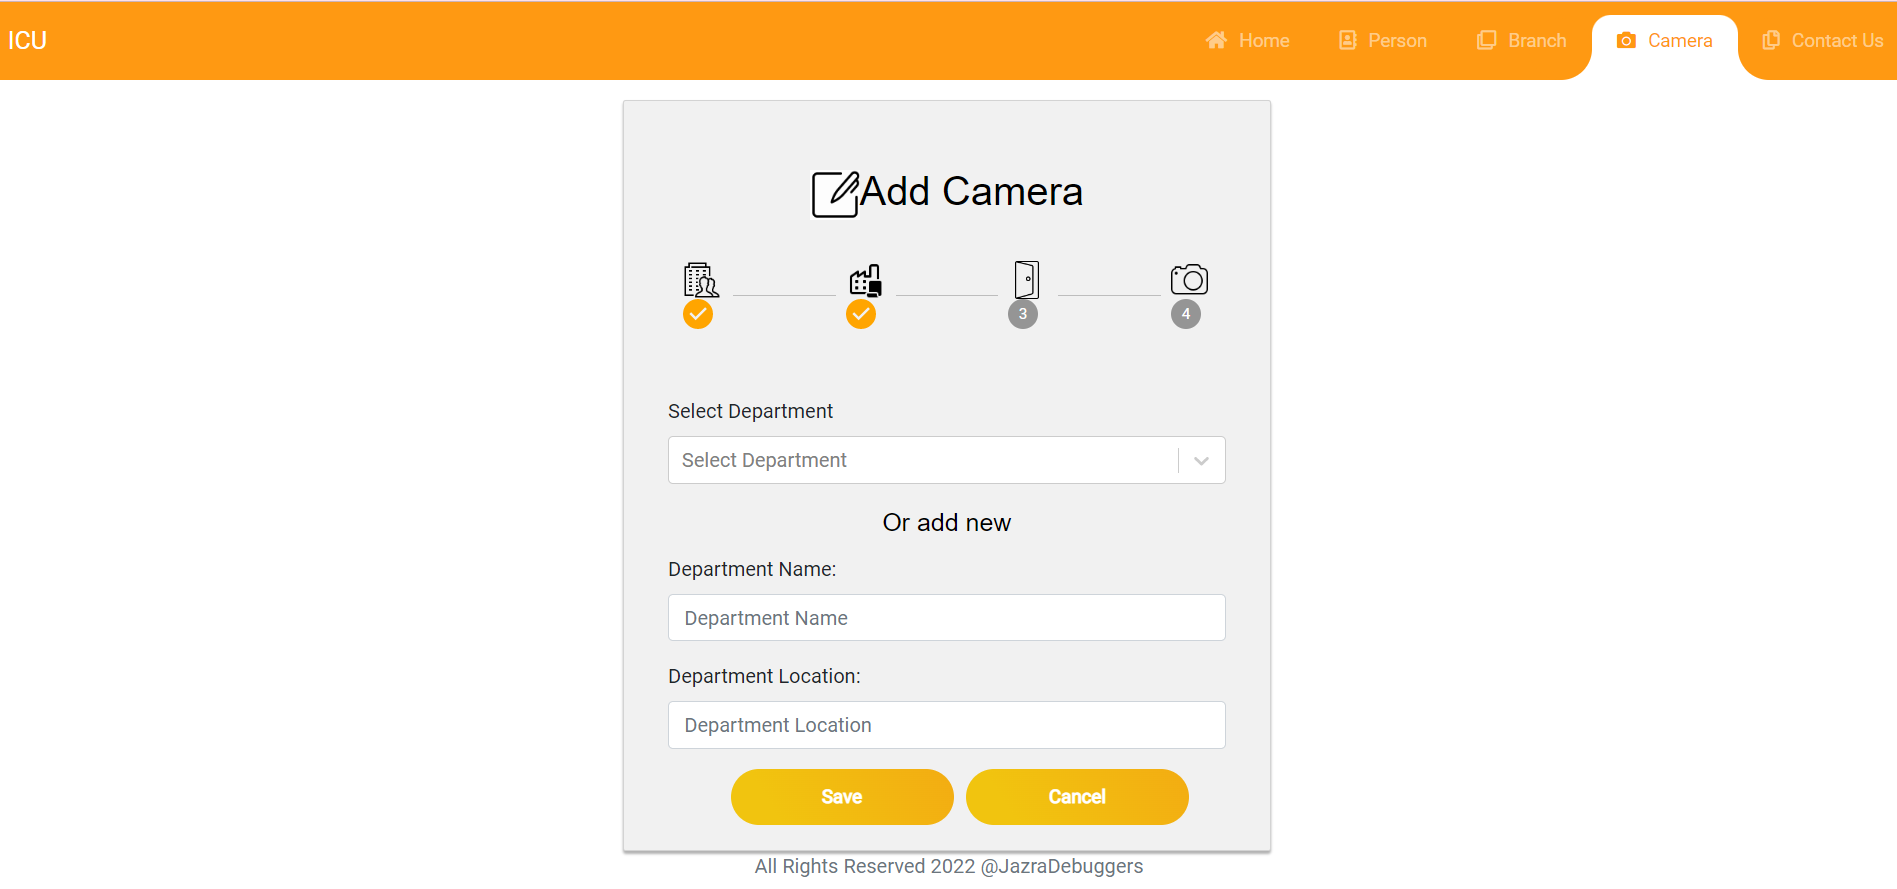 ICU
Home
Person
Branch
Camera
Contact Us
Add Camera
3
4
Select Department
Select Department
Or add new
Department Name:
Department Name
Department Location:
Department Location
Save
Cancel
All Rights Reserved 2022 @JazraDebuggers